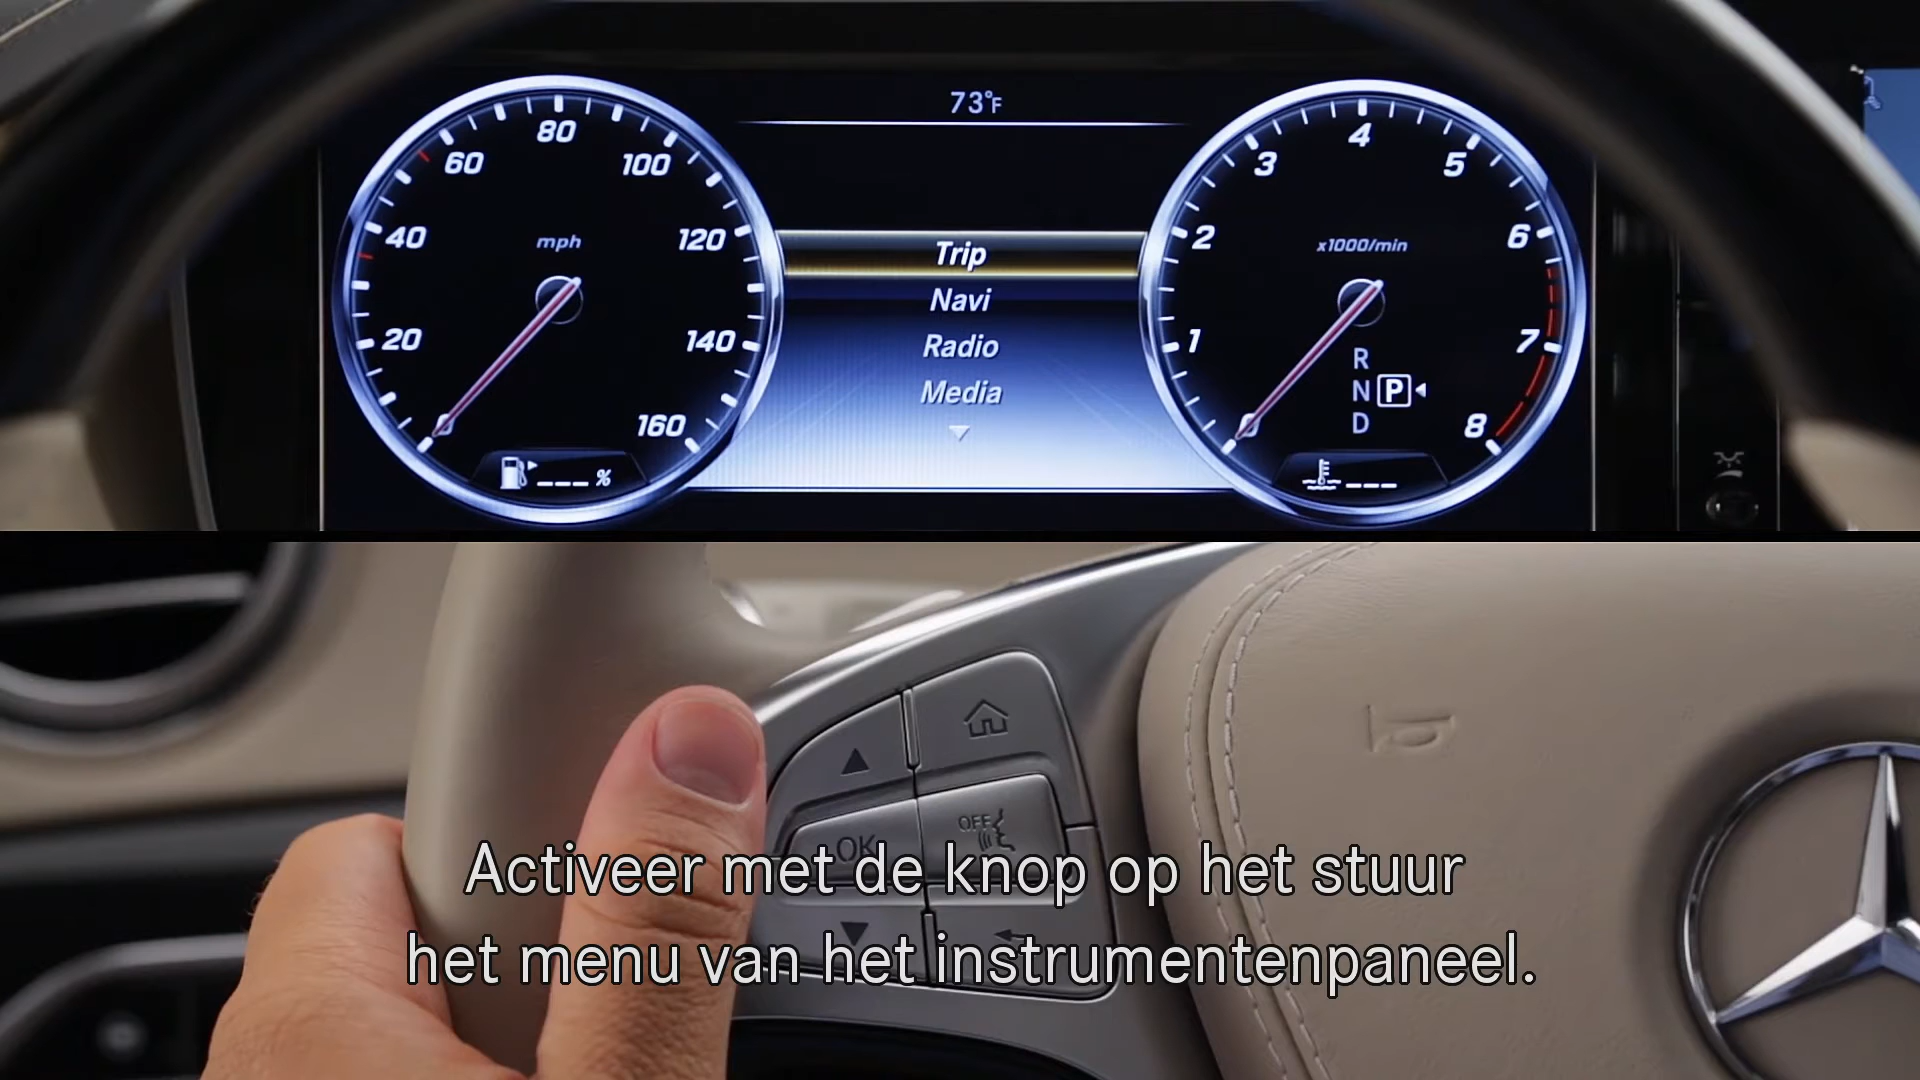 73°F
80
60
100
40
120
mph
20
140
160
0
%
Trip
Navi
Radio
Media
4
3
5
2
6
x1000/min
1
7
R
N P
D
0
8
OK
OFF
Activeer met de knop op het stuur
het menu van het instrumentenpaneel.